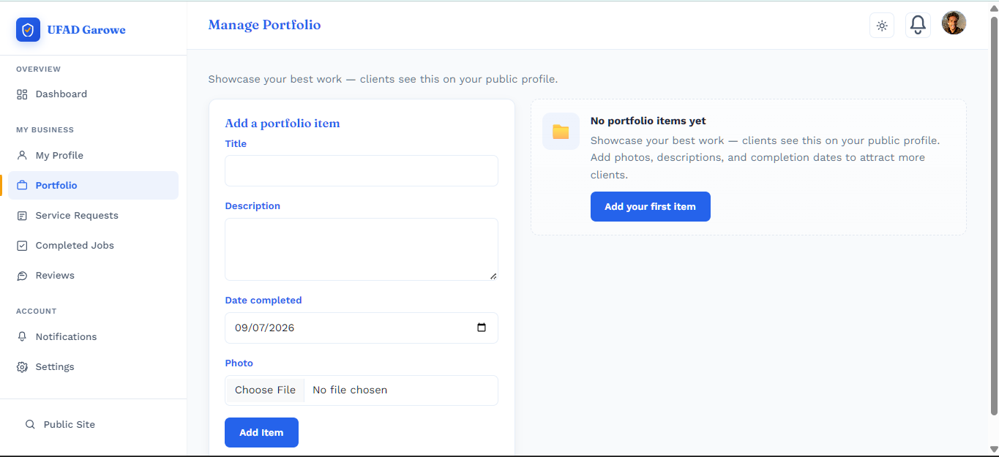 UFAD Garowe
OVERVIEW
Dashboard
MY BUSINESS
My Profile
Portfolio
Service Requests
Completed Jobs
Reviews
ACCOUNT
Notifications
Settings
Public Site
Manage Portfolio
Showcase your best work — clients see this on your public profile.
Add a portfolio item
Title
Description
Date completed
09/07/2026
Photo
Choose File No file chosen
Add Item
No portfolio items yet
Showcase your best work — clients see this on your public profile.
Add photos, descriptions, and completion dates to attract more
clients.
Add your first item